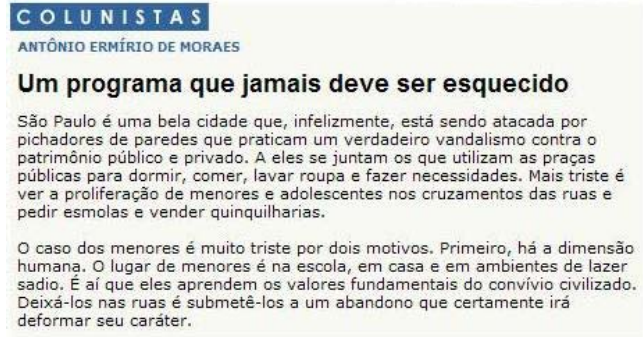 COLUNISTAS
ANTÔNIO ERMÍRIO DE MORAES
Um programa que jamais deve ser esquecido
São Paulo é uma bela cidade que, infelizmente, está sendo atacada por
pichadores de paredes que praticam um verdadeiro vandalismo contra o
patrimônio público e privado. A eles se juntam os que utilizam as praças
públicas para dormir, comer, lavar roupa e fazer necessidades. Mais triste é
ver a proliferação de menores e adolescentes nos cruzamentos das ruas e
pedir esmolas e vender quinquilharias.
O caso dos menores é muito triste por dois motivos. Primeiro, há a dimensão
humana. O lugar de menores é na escola, em casa e em ambientes de lazer
sadio. É aí que eles aprendem os valores fundamentais do convívio civilizado.
Deixá-los nas ruas é submetê-los a um abandono que certamente irá
deformar seu caráter.